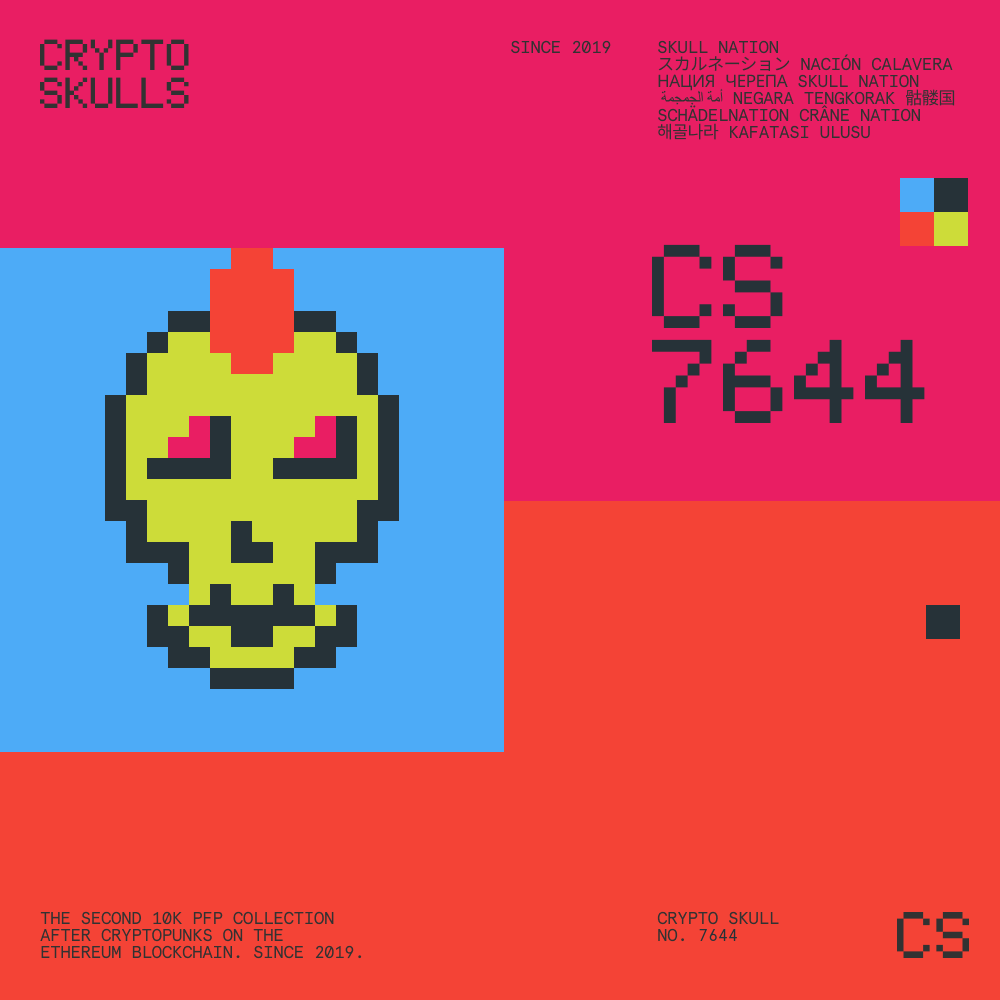 CRYPTO
SKULLS
SINCE 2019
SKULL NATION
スカルネーション NACIÓN CALAVERA
НАЦИЯ ЧЕРЕПА SKULL NATION
أمة الجمجمة NEGARA TENGKORAK 骷髅国
SCHÄDELNATION CRÂNE NATION
해골나라 KAFATASI ULUSU
CS
7644
THE SECOND 10K PFP COLLECTION
AFTER CRYPTOPUNKS ON THE
ETHEREUM BLOCKCHAIN. SINCE 2019.
CRYPTO SKULL
NO. 7644
CS